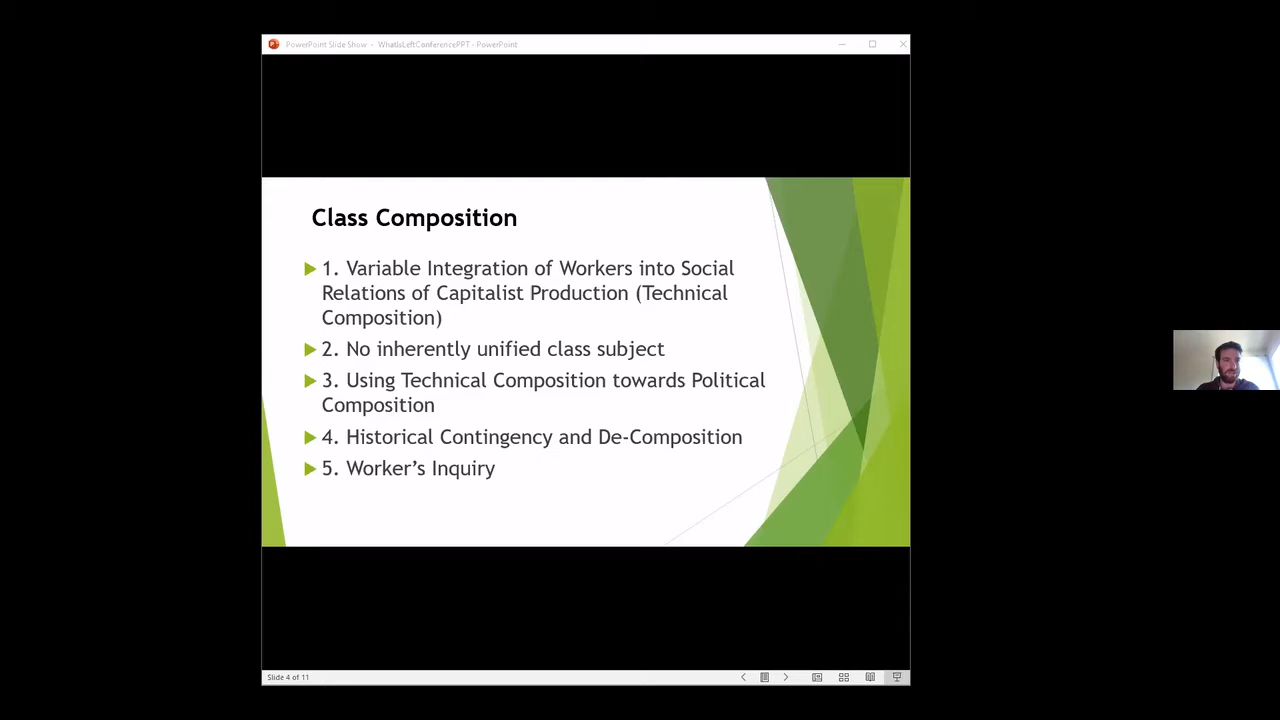 PowerPoint Slide Show - WhatIsLeftConferencePPT - PowerPoint
Class Composition
1. Variable Integration of Workers into Social
Relations of Capitalist Production (Technical
Composition)
2. No inherently unified class subject
3. Using Technical Composition towards Political
Composition
4. Historical Contingency and De-Composition
5. Worker's Inquiry
Slide 4 of 11